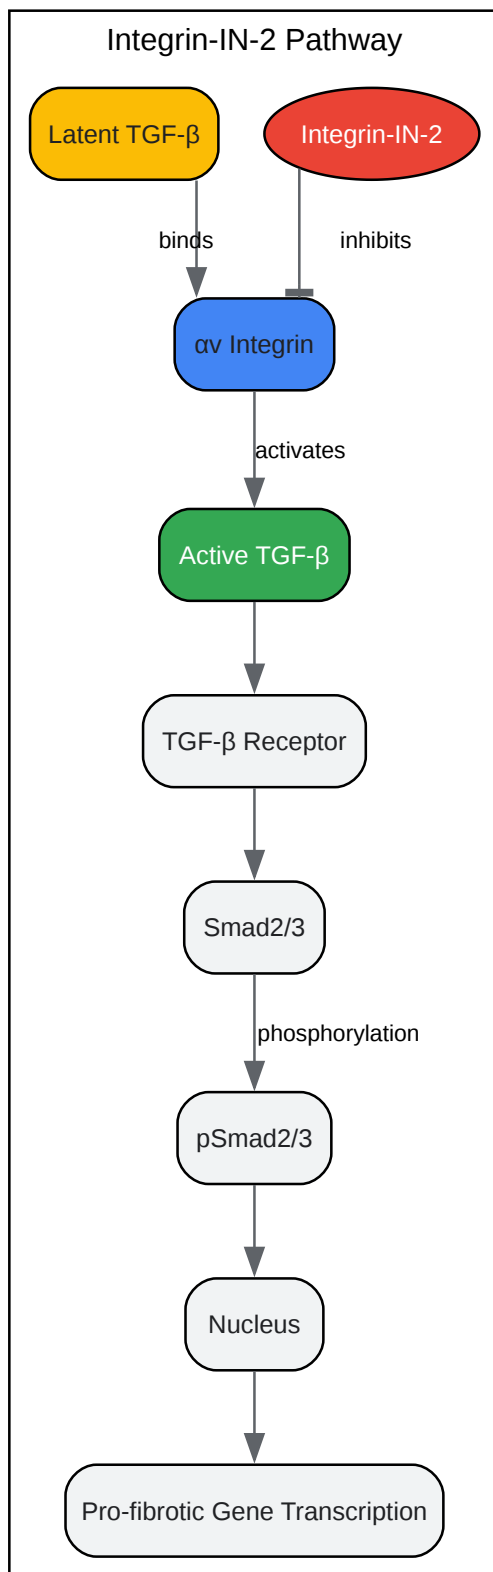 Integrin-IN-2 Pathway
Latent TGF-β
Integrin-IN-2
binds
inhibits
αv Integrin
activates
Active TGF-β
TGF-β Receptor
Smad2/3
phosphorylation
pSmad2/3
Nucleus
Pro-fibrotic Gene Transcription